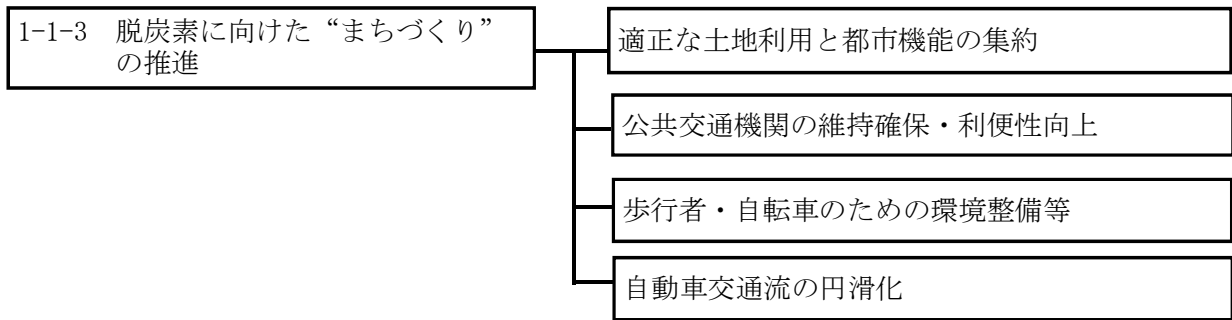 1-1-3　脱炭素に向けた“まちづくり”
の推進
適正な土地利用と都市機能の集約
公共交通機関の維持確保・利便性向上
歩行者・自転車のための環境整備等
自動車交通流の円滑化